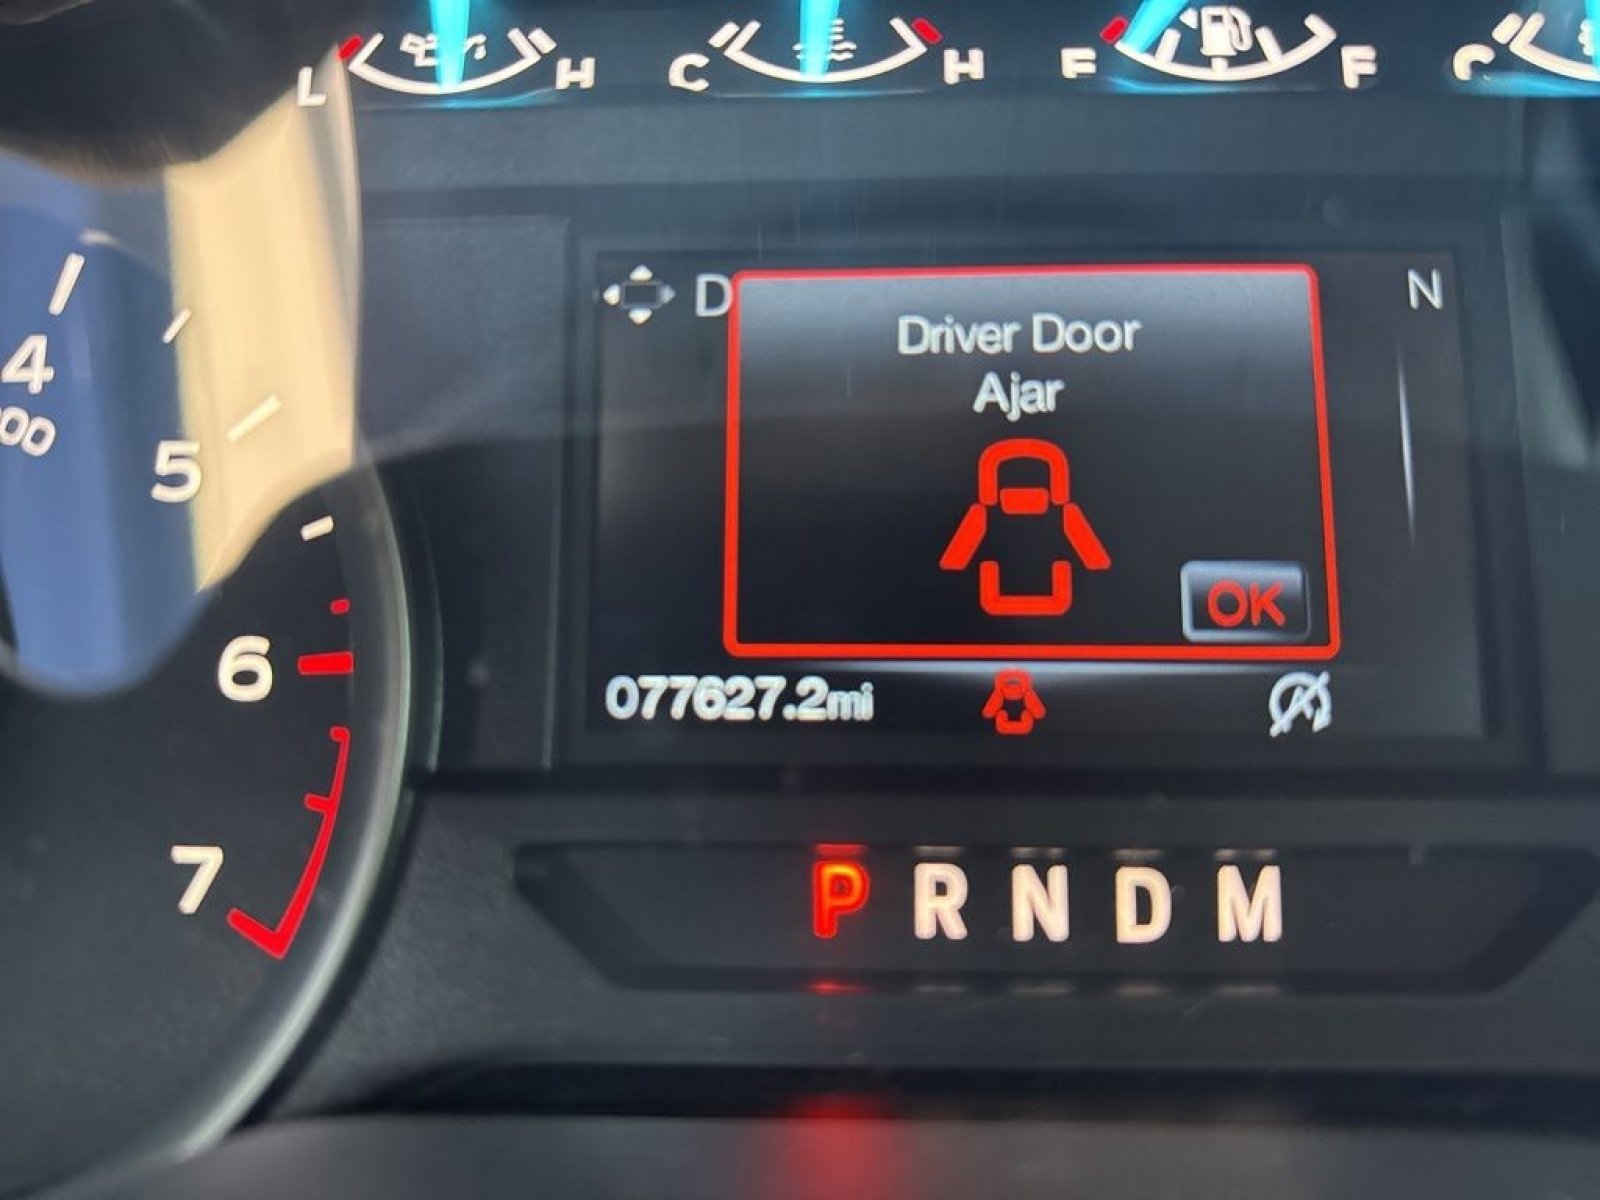 L H C H E F C
D
N
Driver Door
Ajar
OK
077627.2mi
4
5
6
7
P R N D M